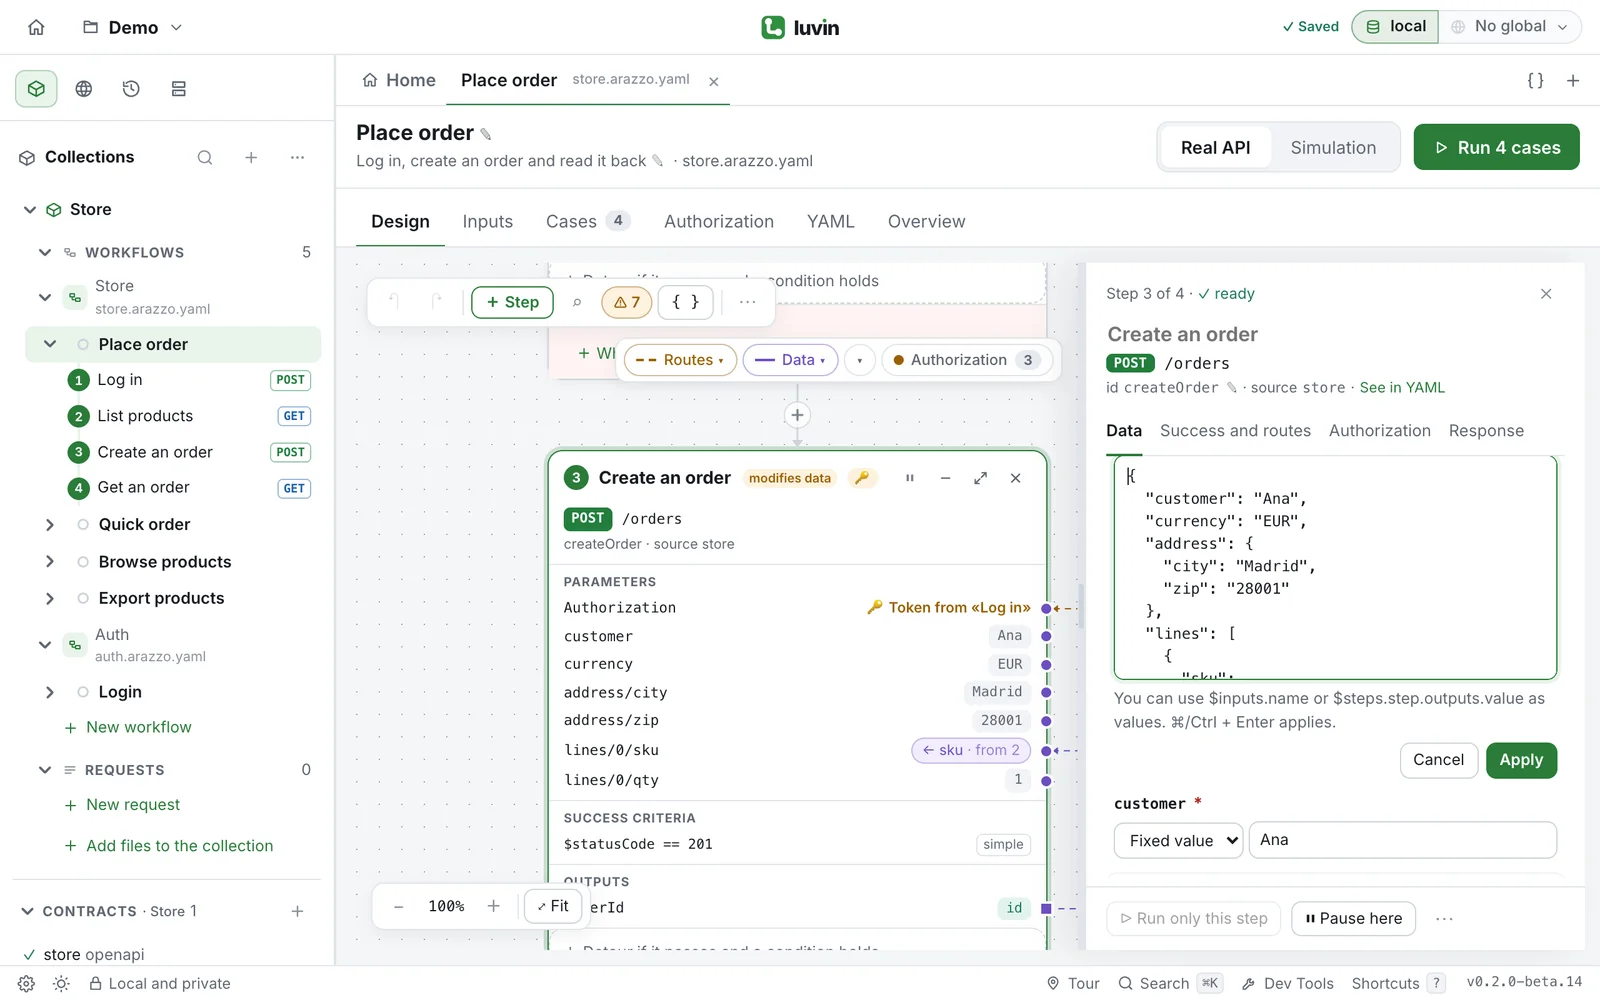 Demo
luvin
Saved
local
No global
Home
Place order store.arazzo.yaml
Place order
Log in, create an order and read it back · store.arazzo.yaml
Real API
Simulation
Run 4 cases
Design
Inputs
Cases 4
Authorization
YAML
Overview
Collections
Store
WORKFLOWS 5
Store
store.arazzo.yaml
Place order
1 Log in POST
2 List products GET
3 Create an order POST
4 Get an order GET
Quick order
Browse products
Export products
Auth
auth.arazzo.yaml
Login
+ New workflow
REQUESTS 0
+ New request
+ Add files to the collection
CONTRACTS · Store 1
store openapi
condition holds
+ Step
7
{ }
...
+ Wh
Routes
Data
Authorization 3
3 Create an order modifies data
POST /orders
createOrder · source store
PARAMETERS
Authorization Token from «Log in»
customer Ana
currency EUR
address/city Madrid
address/zip 28001
lines/0/sku ← sku · from 2
lines/0/qty 1
SUCCESS CRITERIA
$statusCode == 201 simple
OUTPUTS
erId id
− 100% +
Fit
Step 3 of 4 · ✓ ready
Create an order
POST /orders
id createOrder · source store · See in YAML
Data
Success and routes
Authorization
Response
{
"customer": "Ana",
"currency": "EUR",
"address": {
"city": "Madrid",
"zip": "28001"
},
"lines": [
{
"sku":
You can use $inputs.name or $steps.step.outputs.value as
values. ⌘/Ctrl + Enter applies.
Cancel
Apply
customer *
Fixed value
Ana
Run only this step
Pause here
...
Local and private
Tour
Search ⌘K
Dev Tools
Shortcuts ?
v0.2.0-beta.14